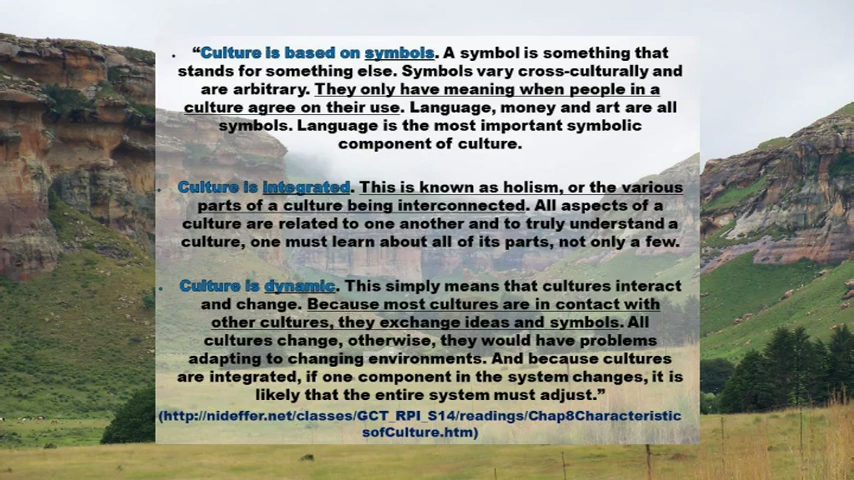 • “Culture is based on symbols. A symbol is something that
stands for something else. Symbols vary cross-culturally and
are arbitrary. They only have meaning when people in a
culture agree on their use. Language, money and art are all
symbols. Language is the most important symbolic
component of culture.
• Culture is integrated. This is known as holism, or the various
parts of a culture being interconnected. All aspects of a
culture are related to one another and to truly understand a
culture, one must learn about all of its parts, not only a few.
• Culture is dynamic. This simply means that cultures interact
and change. Because most cultures are in contact with
other cultures, they exchange ideas and symbols. All
cultures change, otherwise, they would have problems
adapting to changing environments. And because cultures
are integrated, if one component in the system changes, it is
likely that the entire system must adjust.”
(http://nideffer.net/classes/GCT_RPI_S14/readings/Chap8Characteristic
sofCulture.htm)